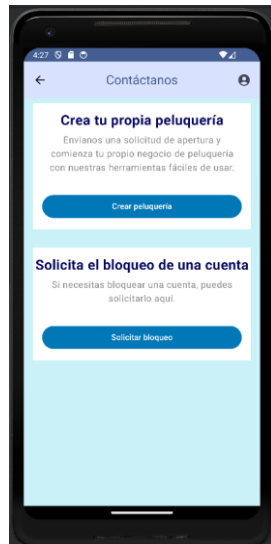 4:27
Contáctanos
Crea tu propia peluquería
Envíanos una solicitud de apertura y
comienza tu propio negocio de peluquería
con nuestras herramientas fáciles de usar.
Crear peluquería
Solicita el bloqueo de una cuenta
Si necesitas bloquear una cuenta, puedes
solicitarlo aquí.
Solicitar bloqueo